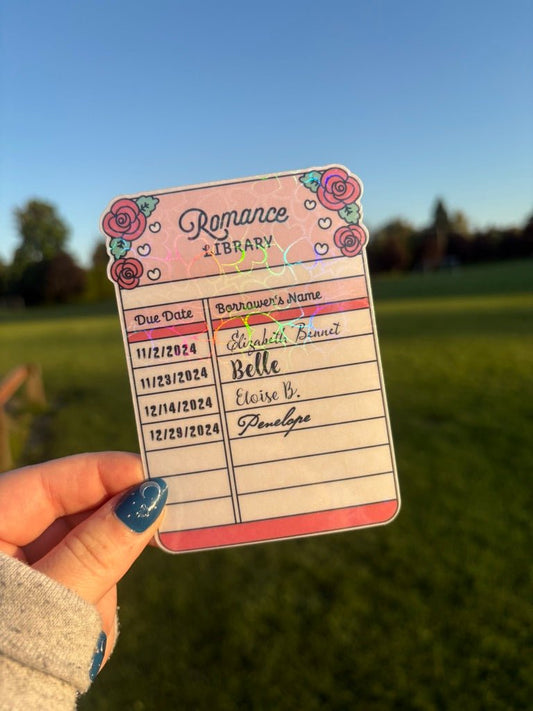 Romance
LIBRARY
Due Date Borrower's Name
11/2/2024 Elizabeth Bennet
11/23/2024 Belle
12/14/2024 Eloise B.
12/29/2024 Penelope